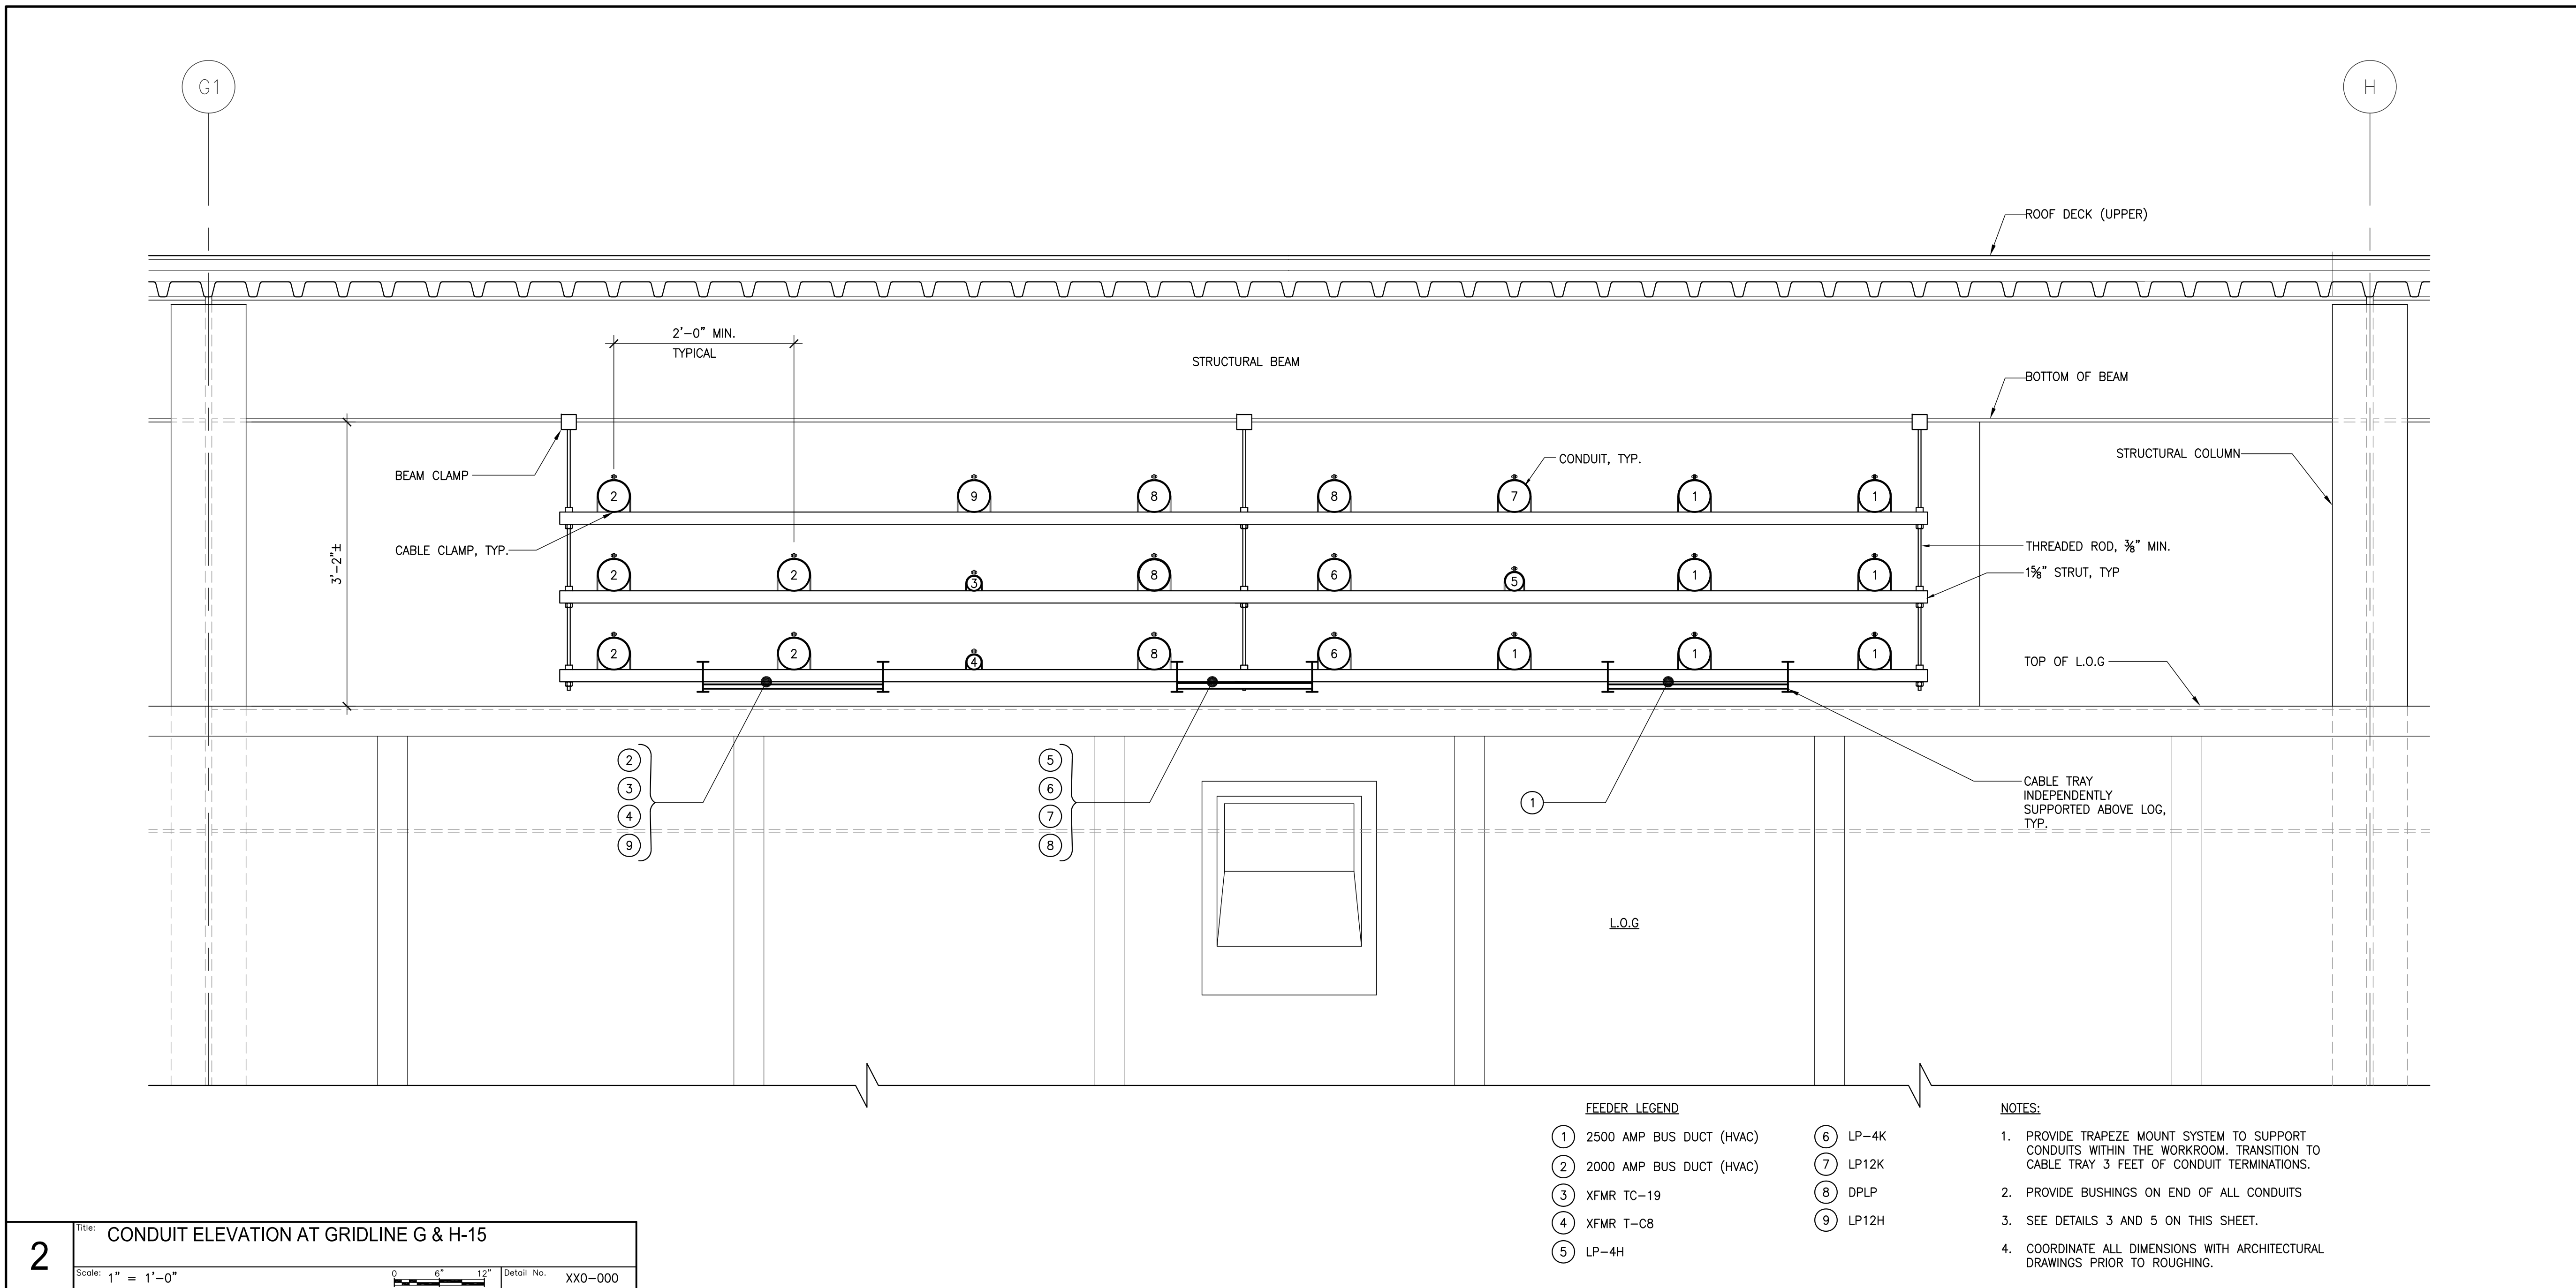 G1
H
ROOF DECK (UPPER)
2'-0" MIN.
TYPICAL
STRUCTURAL BEAM
BOTTOM OF BEAM
BEAM CLAMP
CONDUIT, TYP.
STRUCTURAL COLUMN
2 9 8 8 7 1 1
3'-2"±
CABLE CLAMP, TYP.
THREADED ROD, ⅜" MIN.
2 2 3 8 6 5 1 1
1⅝" STRUT, TYP
2 2 4 8 6 1 1 1
TOP OF L.O.G
2
3
4
9
5
6
7
8
1
CABLE TRAY
INDEPENDENTLY
SUPPORTED ABOVE LOG,
TYP.
L.O.G
FEEDER LEGEND
1 2500 AMP BUS DUCT (HVAC)
2 2000 AMP BUS DUCT (HVAC)
3 XFMR TC-19
4 XFMR T-C8
5 LP-4H
6 LP-4K
7 LP12K
8 DPLP
9 LP12H
NOTES:
1. PROVIDE TRAPEZE MOUNT SYSTEM TO SUPPORT
CONDUITS WITHIN THE WORKROOM. TRANSITION TO
CABLE TRAY 3 FEET OF CONDUIT TERMINATIONS.
2. PROVIDE BUSHINGS ON END OF ALL CONDUITS
3. SEE DETAILS 3 AND 5 ON THIS SHEET.
4. COORDINATE ALL DIMENSIONS WITH ARCHITECTURAL
DRAWINGS PRIOR TO ROUGHING.
2
Title: CONDUIT ELEVATION AT GRIDLINE G & H-15
Scale: 1" = 1'-0"
0 6" 12"
Detail No. XX0-000